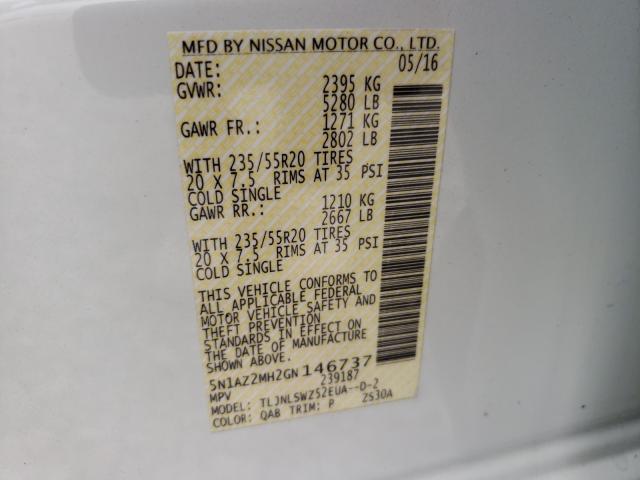 MFD BY NISSAN MOTOR CO., LTD.
DATE: 05/16
GVWR: 2395 KG
5280 LB
GAWR FR.: 1271 KG
2802 LB
WITH 235/55R20 TIRES
20 X 7.5 RIMS AT 35 PSI
COLD SINGLE
GAWR RR.: 1210 KG
2667 LB
WITH 235/55R20 TIRES
20 X 7.5 RIMS AT 35 PSI
COLD SINGLE
THIS VEHICLE CONFORMS TO
ALL APPLICABLE FEDERAL
MOTOR VEHICLE SAFETY AND
THEFT PREVENTION
STANDARDS IN EFFECT ON
THE DATE OF MANUFACTURE
SHOWN ABOVE.
5N1AZ2MH2GN146737
MPV 239187
MODEL: TLJNLSWZ52EUA--D-2
COLOR: QAB TRIM: P ZS30A